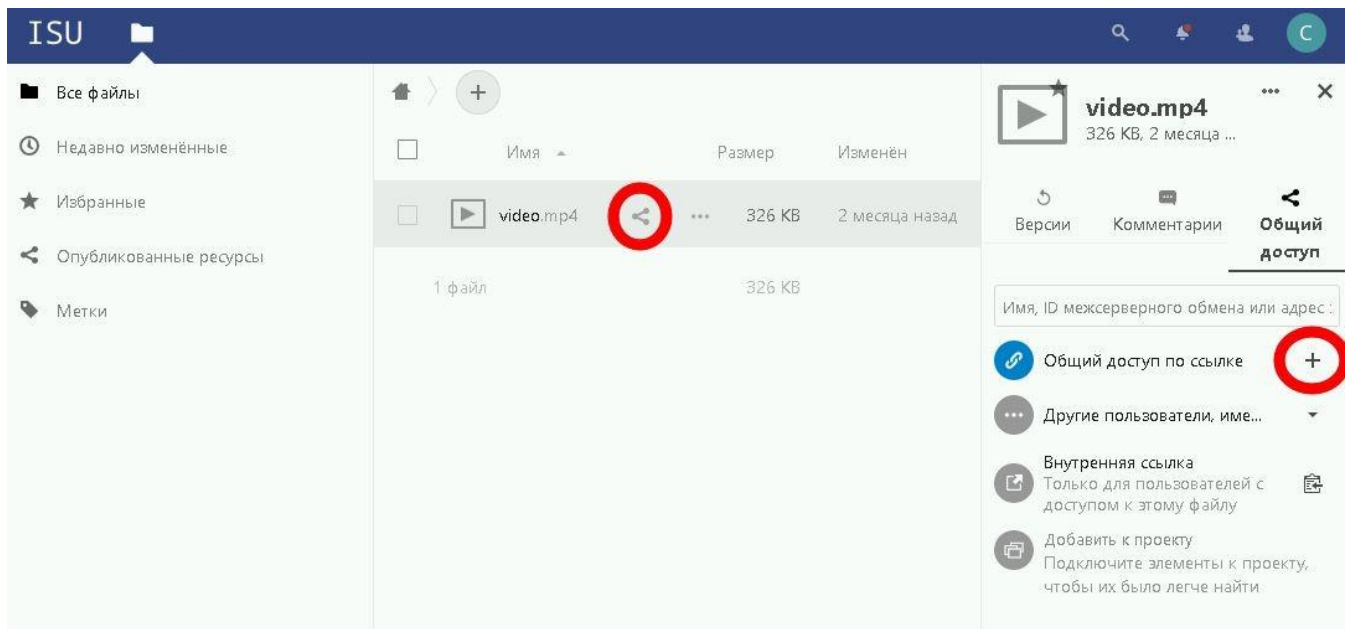 ISU
C
Все файлы
Недавно изменённые
Избранные
Опубликованные ресурсы
Метки
+
Имя Размер Изменён
video.mp4 ... 326 KB 2 месяца назад
1 файл 326 KB
video.mp4
326 KB, 2 месяца ...
Версии
Комментарии
Общий
доступ
Имя, ID межсерверного обмена или адрес
Общий доступ по ссылке +
Другие пользователи, име...
Внутренняя ссылка
Только для пользователей с
доступом к этому файлу
Добавить к проекту
Подключите элементы к проекту,
чтобы их было легче найти